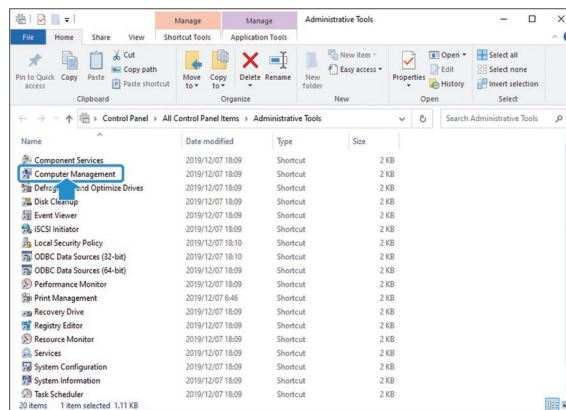 Manage Manage Administrative Tools
File Home Share View Shortcut Tools Application Tools
Pin to Quick access Copy Paste Cut Copy path Paste shortcut Move to Copy to Delete Rename New folder New item Easy access Properties Open Edit History Select all Select none Invert selection
Clipboard Organize New Open Select
Control Panel > All Control Panel Items > Administrative Tools Search Administrative Tools
Name Date modified Type Size
Component Services 2019/12/07 18:09 Shortcut 2 KB
Computer Management 2019/12/07 18:09 Shortcut 2 KB
Defrag and Optimize Drives 2019/12/07 18:09 Shortcut 2 KB
Disk Cleanup 2019/12/07 18:09 Shortcut 2 KB
Event Viewer 2019/12/07 18:09 Shortcut 2 KB
iSCSI Initiator 2019/12/07 18:09 Shortcut 2 KB
Local Security Policy 2019/12/07 18:10 Shortcut 2 KB
ODBC Data Sources (32-bit) 2019/12/07 18:10 Shortcut 2 KB
ODBC Data Sources (64-bit) 2019/12/07 18:09 Shortcut 2 KB
Performance Monitor 2019/12/07 18:09 Shortcut 2 KB
Print Management 2019/12/07 6:46 Shortcut 2 KB
Recovery Drive 2019/12/07 18:09 Shortcut 2 KB
Registry Editor 2019/12/07 18:09 Shortcut 2 KB
Resource Monitor 2019/12/07 18:09 Shortcut 2 KB
Services 2019/12/07 18:09 Shortcut 2 KB
System Configuration 2019/12/07 18:09 Shortcut 2 KB
System Information 2019/12/07 18:09 Shortcut 2 KB
Task Scheduler 2019/12/07 18:09 Shortcut 2 KB
20 items 1 item selected 1.11 KB